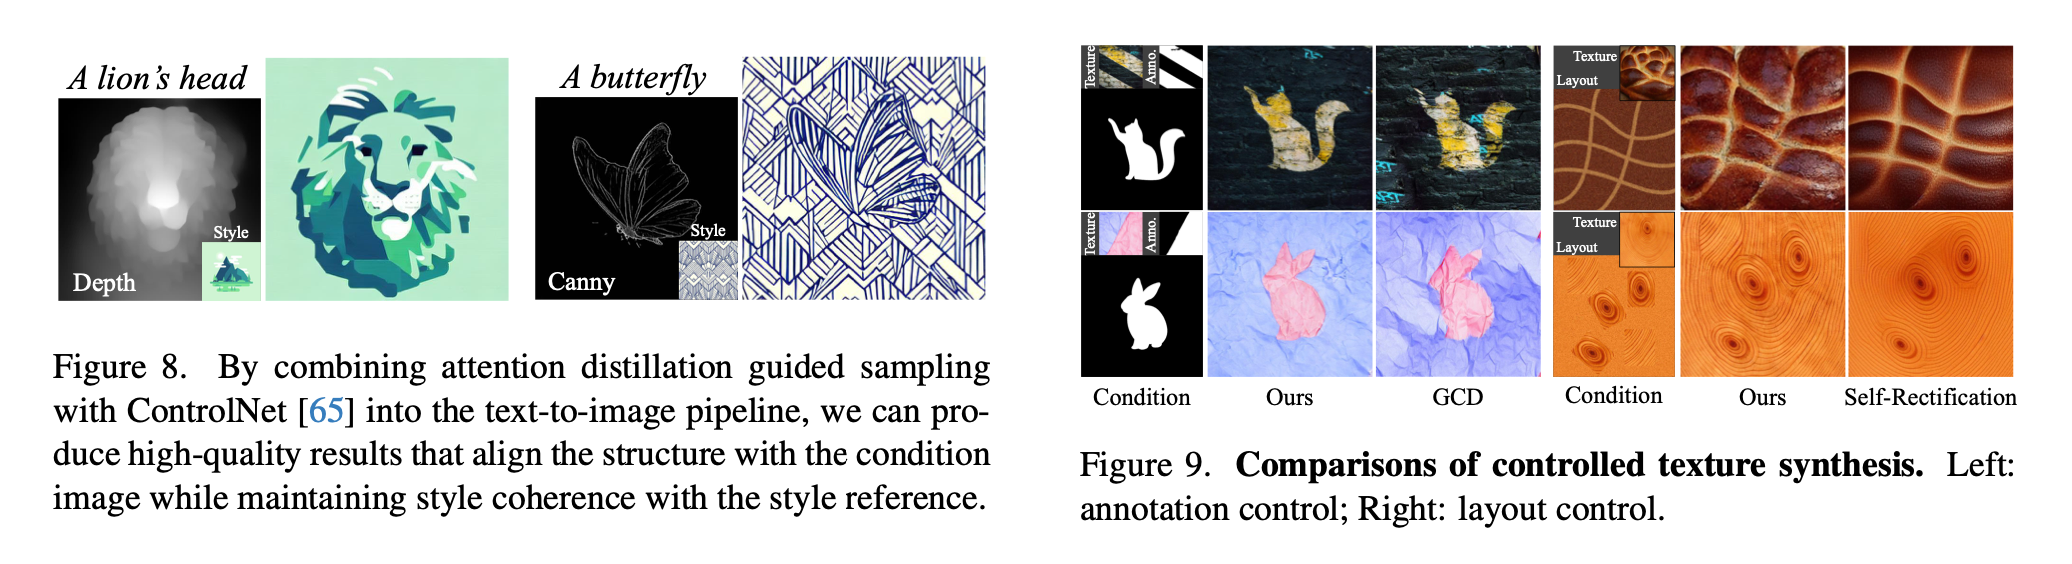 A lion's head
Style
Depth
A butterfly
Style
Canny
Figure 8. By combining attention distillation guided sampling
with ControlNet [65] into the text-to-image pipeline, we can pro-
duce high-quality results that align the structure with the condition
image while maintaining style coherence with the style reference.
Texture
Anno.
Texture
Layout
Texture
Anno.
Texture
Layout
Condition
Ours
GCD
Condition
Ours
Self-Rectification
Figure 9. Comparisons of controlled texture synthesis. Left:
annotation control; Right: layout control.